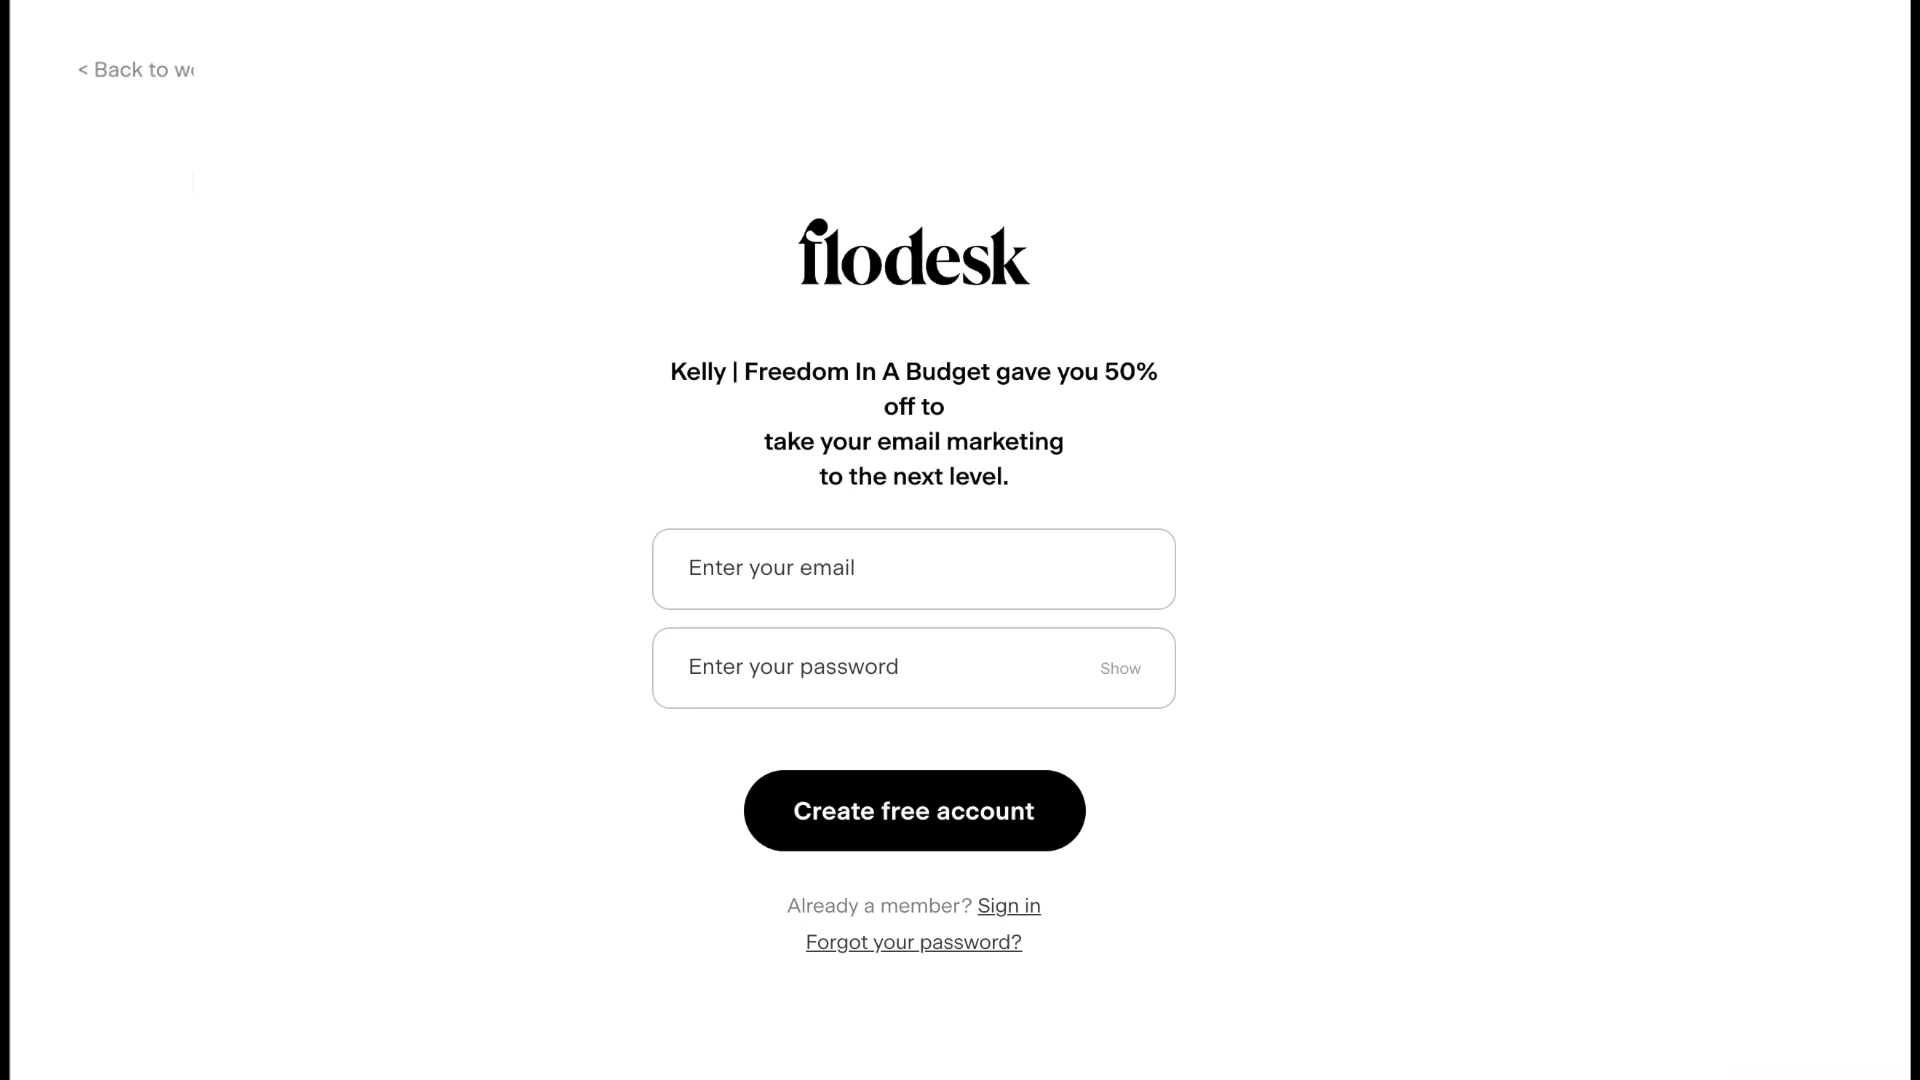 < Back to
flodesk
Kelly | Freedom In A Budget gave you 50%
off to
take your email marketing
to the next level.
Enter your email
Enter your password
Show
Create free account
Already a member? Sign in
Forgot your password?